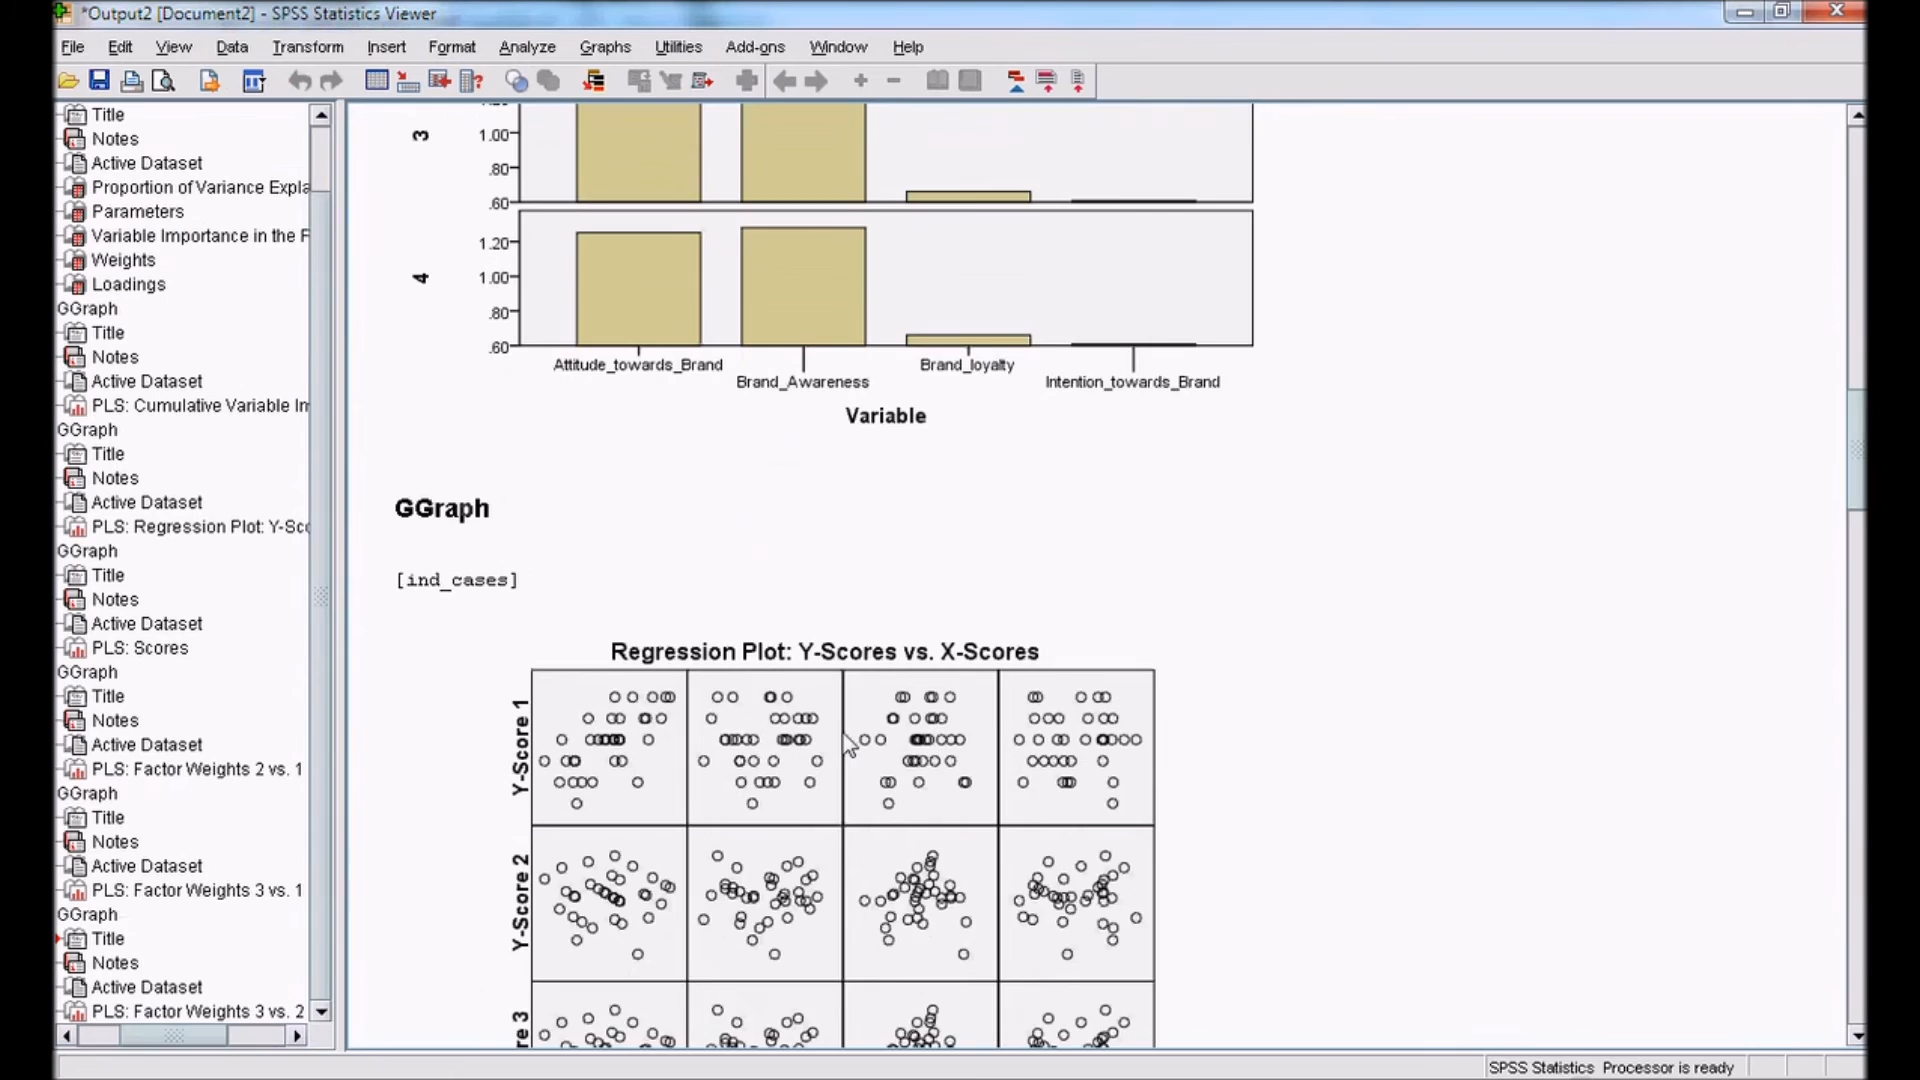 *Output2 [Document2] - SPSS Statistics Viewer
File Edit View Data Transform Insert Format Analyze Graphs Utilities Add-ons Window Help
Title
Notes
Active Dataset
Proportion of Variance Expla
Parameters
Variable Importance in the F
Weights
Loadings
GGraph
Title
Notes
Active Dataset
PLS: Cumulative Variable Im
GGraph
Title
Notes
Active Dataset
PLS: Regression Plot: Y-Sco
GGraph
Title
Notes
Active Dataset
PLS: Scores
GGraph
Title
Notes
Active Dataset
PLS: Factor Weights 2 vs. 1
GGraph
Title
Notes
Active Dataset
PLS: Factor Weights 3 vs. 1
GGraph
Title
Notes
Active Dataset
PLS: Factor Weights 3 vs. 2
3
1.00
.80
.60
4
1.20
1.00
.80
.60
Attitude_towards_Brand
Brand_Awareness
Brand_loyalty
Intention_towards_Brand
Variable
GGraph
[ind_cases]
Regression Plot: Y-Scores vs. X-Scores
Y-Score 1
Y-Score 2
re 3
SPSS Statistics Processor is ready